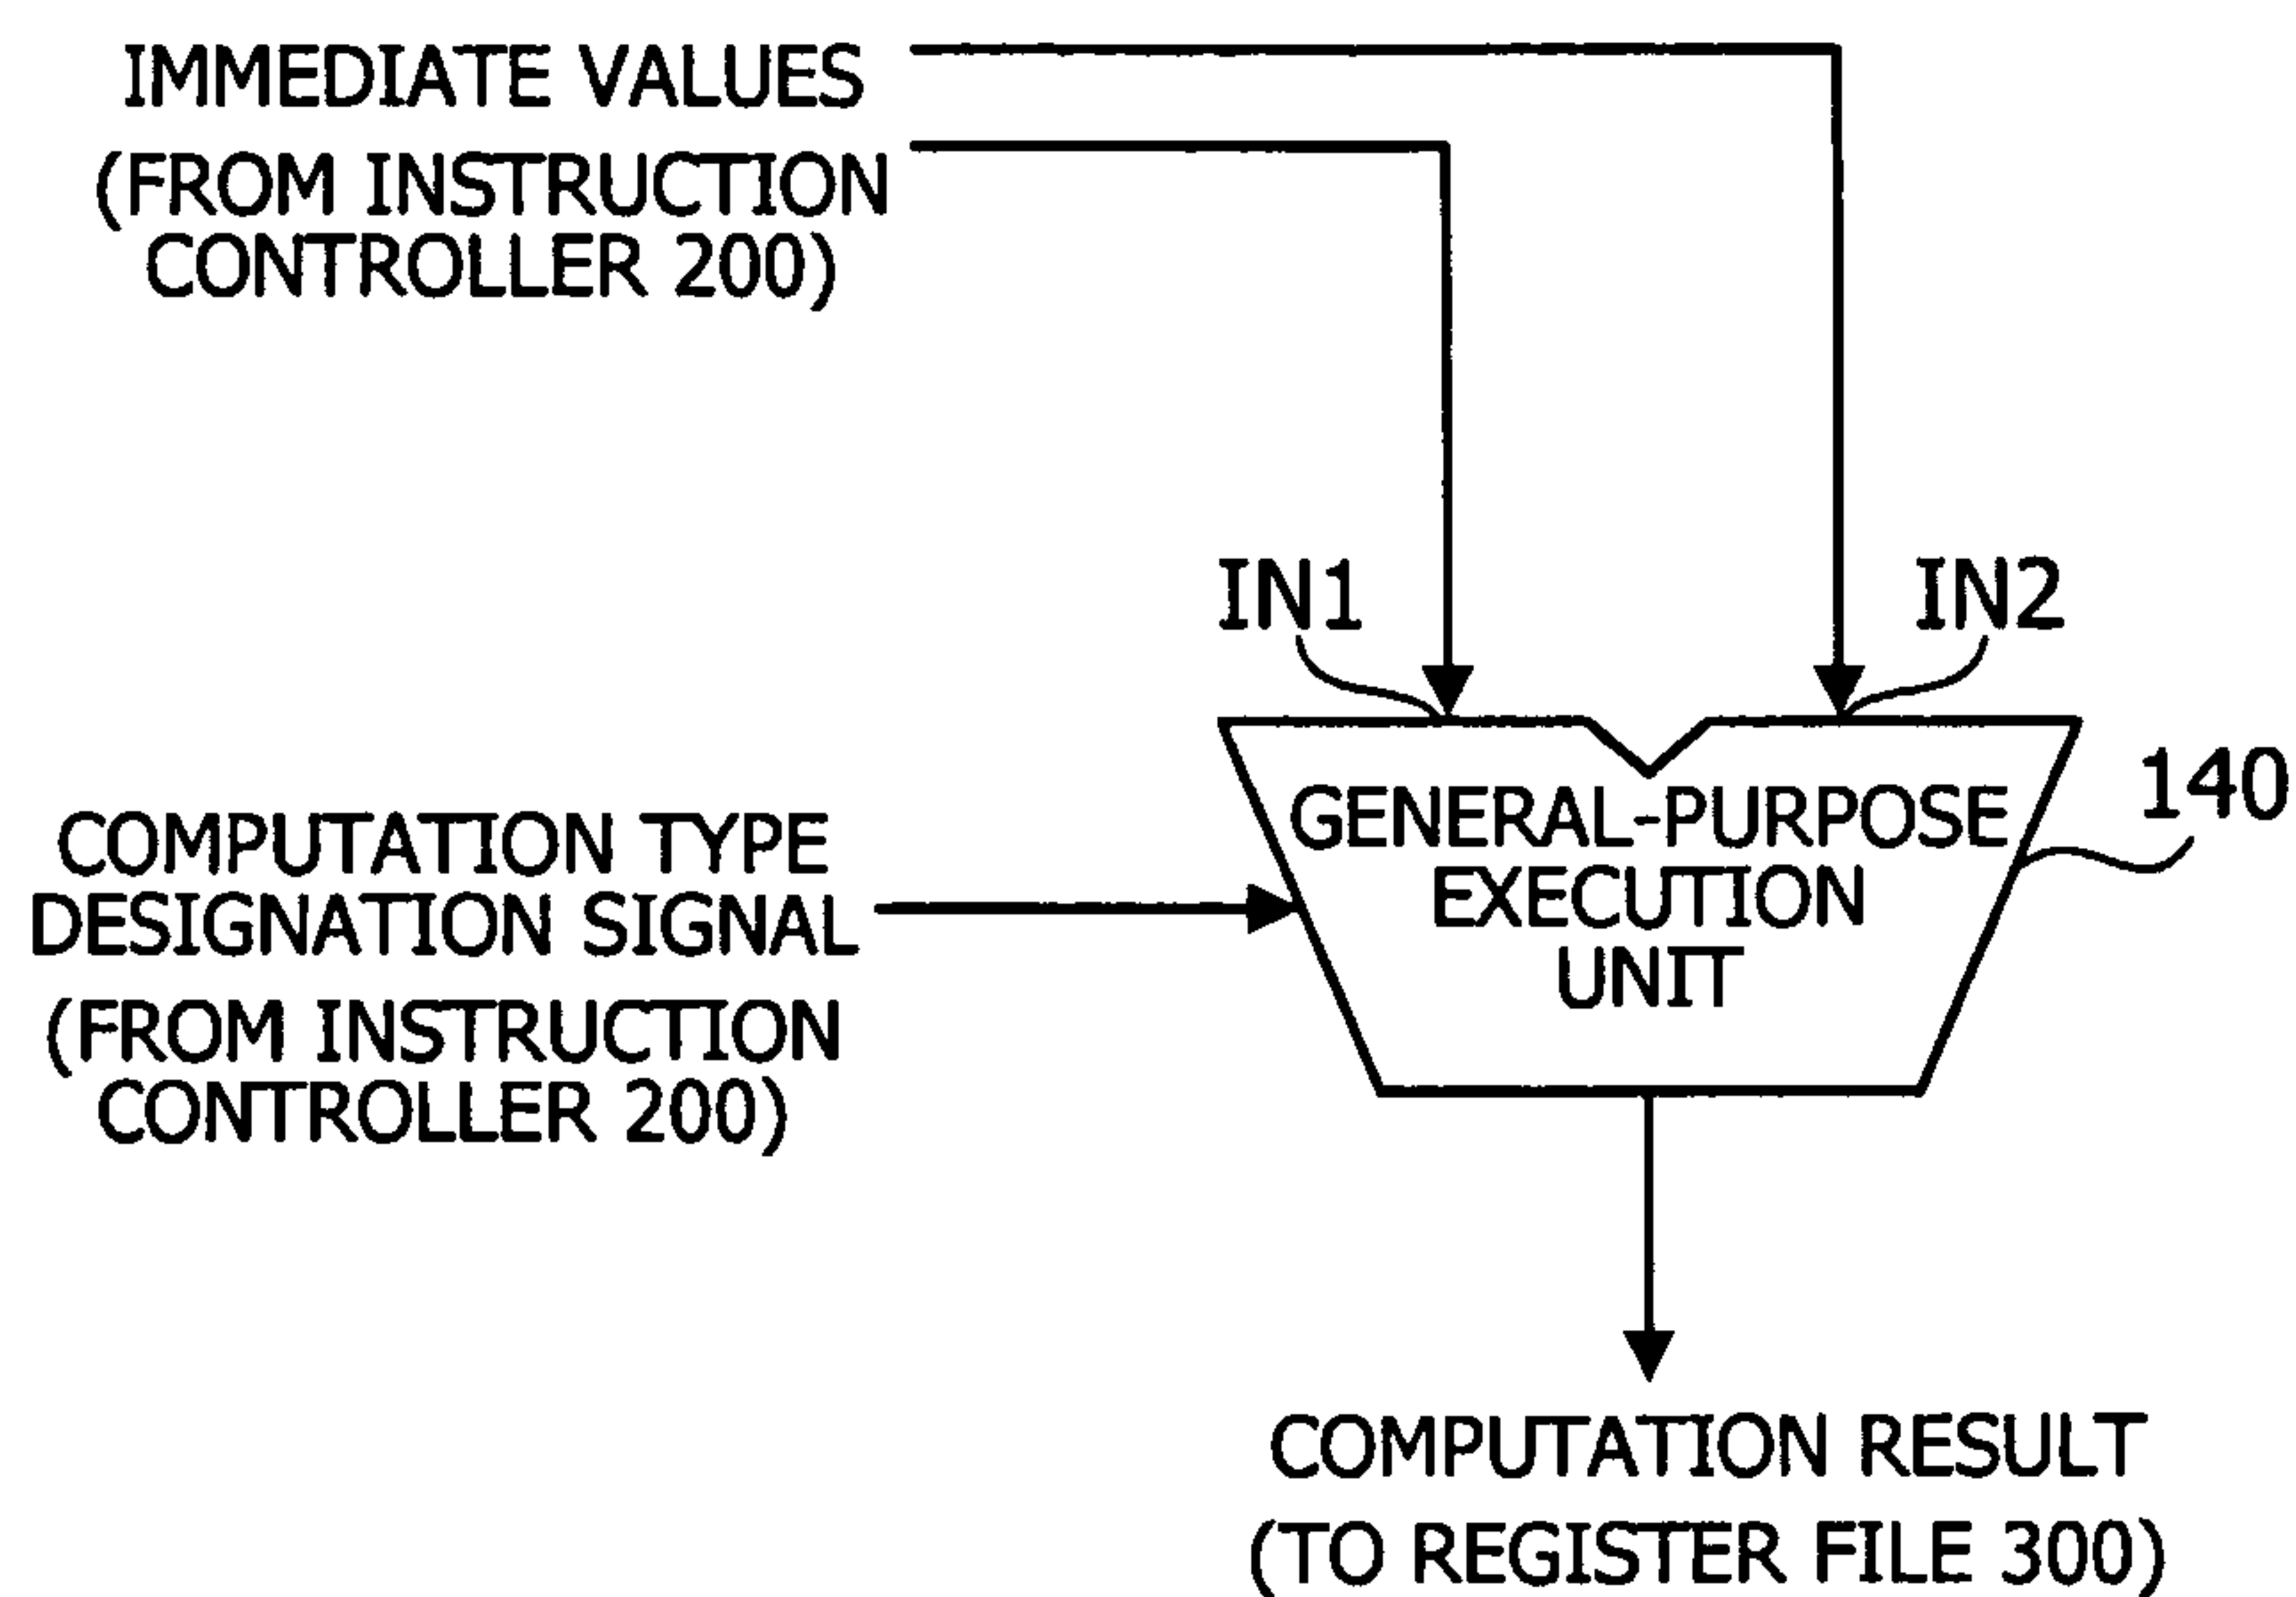 IMMEDIATE VALUES
(FROM INSTRUCTION
CONTROLLER 200)
IN1
IN2
COMPUTATION TYPE
DESIGNATION SIGNAL
(FROM INSTRUCTION
CONTROLLER 200)
GENERAL-PURPOSE
EXECUTION
UNIT
140
COMPUTATION RESULT
(TO REGISTER FILE 300)